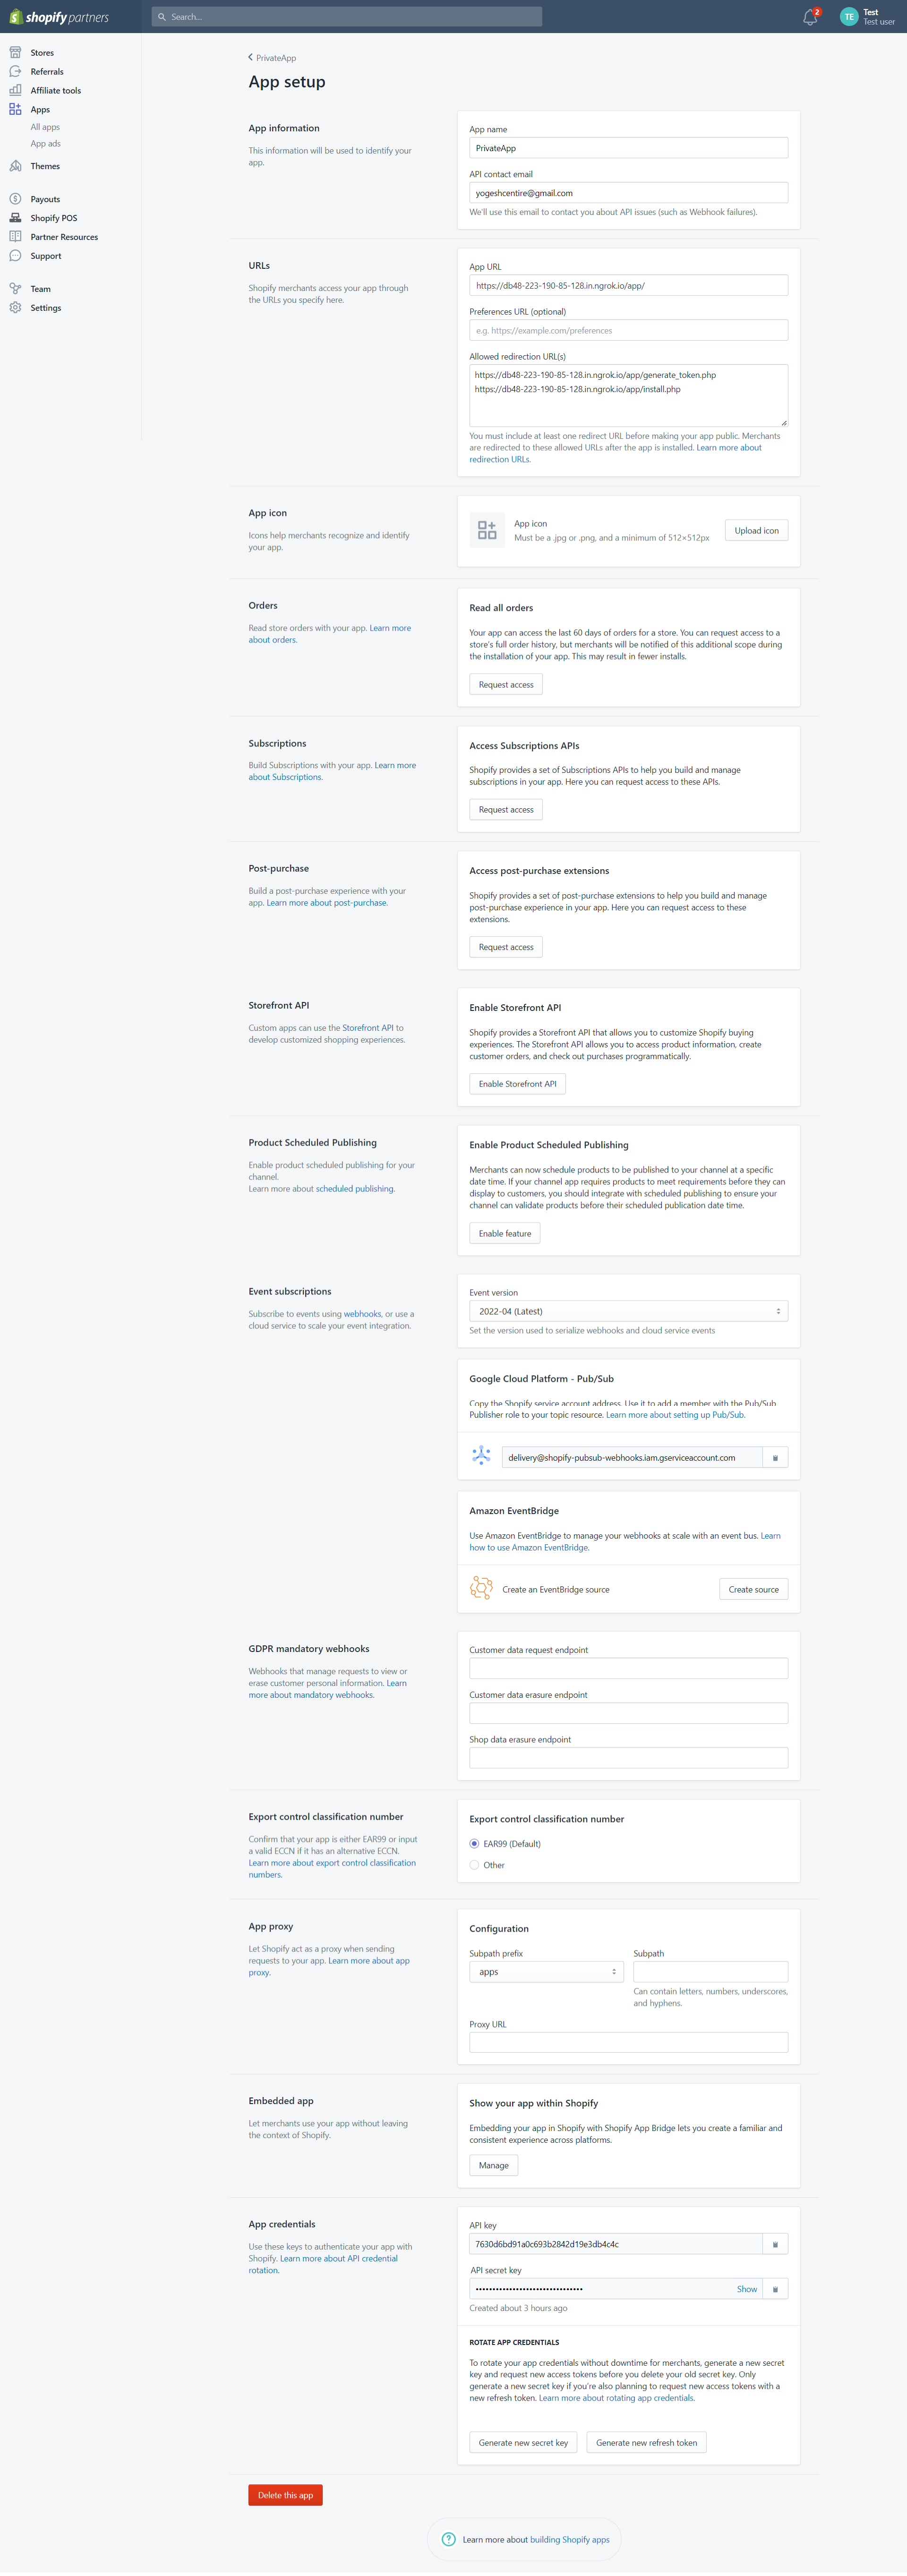 shopify partners
Search...
2
TE
Test
Test user
Stores
Referrals
Affiliate tools
Apps
All apps
App ads
Themes
Payouts
Shopify POS
Partner Resources
Support
Team
Settings
PrivateApp
App setup
App information
This information will be used to identify your
app.
App name
PrivateApp
API contact email
yogeshcentire@gmail.com
We'll use this email to contact you about API issues (such as Webhook failures).
URLs
Shopify merchants access your app through
the URLs you specify here.
App URL
https://db48-223-190-85-128.in.ngrok.io/app/
Preferences URL (optional)
e.g. https://example.com/preferences
Allowed redirection URL(s)
https://db48-223-190-85-128.in.ngrok.io/app/generate_token.php
https://db48-223-190-85-128.in.ngrok.io/app/install.php
You must include at least one redirect URL before making your app public. Merchants
are redirected to these allowed URLs after the app is installed. Learn more about
redirection URLs.
App icon
Icons help merchants recognize and identify
your app.
App icon
Must be a .jpg or .png, and a minimum of 512×512px
Upload icon
Orders
Read store orders with your app. Learn more
about orders.
Read all orders
Your app can access the last 60 days of orders for a store. You can request access to a
store's full order history, but merchants will be notified of this additional scope during
the installation of your app. This may result in fewer installs.
Request access
Subscriptions
Build Subscriptions with your app. Learn more
about Subscriptions.
Access Subscriptions APIs
Shopify provides a set of Subscriptions APIs to help you build and manage
subscriptions in your app. Here you can request access to these APIs.
Request access
Post-purchase
Build a post-purchase experience with your
app. Learn more about post-purchase.
Access post-purchase extensions
Shopify provides a set of post-purchase extensions to help you build and manage
post-purchase experience in your app. Here you can request access to these
extensions.
Request access
Storefront API
Custom apps can use the Storefront API to
develop customized shopping experiences.
Enable Storefront API
Shopify provides a Storefront API that allows you to customize Shopify buying
experiences. The Storefront API allows you to access product information, create
customer orders, and check out purchases programmatically.
Enable Storefront API
Product Scheduled Publishing
Enable product scheduled publishing for your
channel.
Learn more about scheduled publishing.
Enable Product Scheduled Publishing
Merchants can now schedule products to be published to your channel at a specific
date time. If your channel app requires products to meet requirements before they can
display to customers, you should integrate with scheduled publishing to ensure your
channel can validate products before their scheduled publication date time.
Enable feature
Event subscriptions
Subscribe to events using webhooks, or use a
cloud service to scale your event integration.
Event version
2022-04 (Latest)
Set the version used to serialize webhooks and cloud service events
Google Cloud Platform - Pub/Sub
Copy the Shopify service account address. Use it to add a member with the Pub/Sub
Publisher role to your topic resource. Learn more about setting up Pub/Sub.
delivery@shopify-pubsub-webhooks.iam.gserviceaccount.com
Amazon EventBridge
Use Amazon EventBridge to manage your webhooks at scale with an event bus. Learn
how to use Amazon EventBridge.
Create an EventBridge source
Create source
GDPR mandatory webhooks
Webhooks that manage requests to view or
erase customer personal information. Learn
more about mandatory webhooks.
Customer data request endpoint
Customer data erasure endpoint
Shop data erasure endpoint
Export control classification number
Confirm that your app is either EAR99 or input
a valid ECCN if it has an alternative ECCN.
Learn more about export control classification
numbers.
Export control classification number
EAR99 (Default)
Other
App proxy
Let Shopify act as a proxy when sending
requests to your app. Learn more about app
proxy.
Configuration
Subpath prefix
Subpath
apps
Can contain letters, numbers, underscores,
and hyphens.
Proxy URL
Embedded app
Let merchants use your app without leaving
the context of Shopify.
Show your app within Shopify
Embedding your app in Shopify with Shopify App Bridge lets you create a familiar and
consistent experience across platforms.
Manage
App credentials
Use these keys to authenticate your app with
Shopify. Learn more about API credential
rotation.
API key
7630d6bd91a0c693b2842d19e3db4c4c
API secret key
••••••••••••••••••••••••••••••••
Show
Created about 3 hours ago
ROTATE APP CREDENTIALS
To rotate your app credentials without downtime for merchants, generate a new secret
key and request new access tokens before you delete your old secret key. Only
generate a new secret key if you're also planning to request new access tokens with a
new refresh token. Learn more about rotating app credentials.
Generate new secret key
Generate new refresh token
Delete this app
Learn more about building Shopify apps